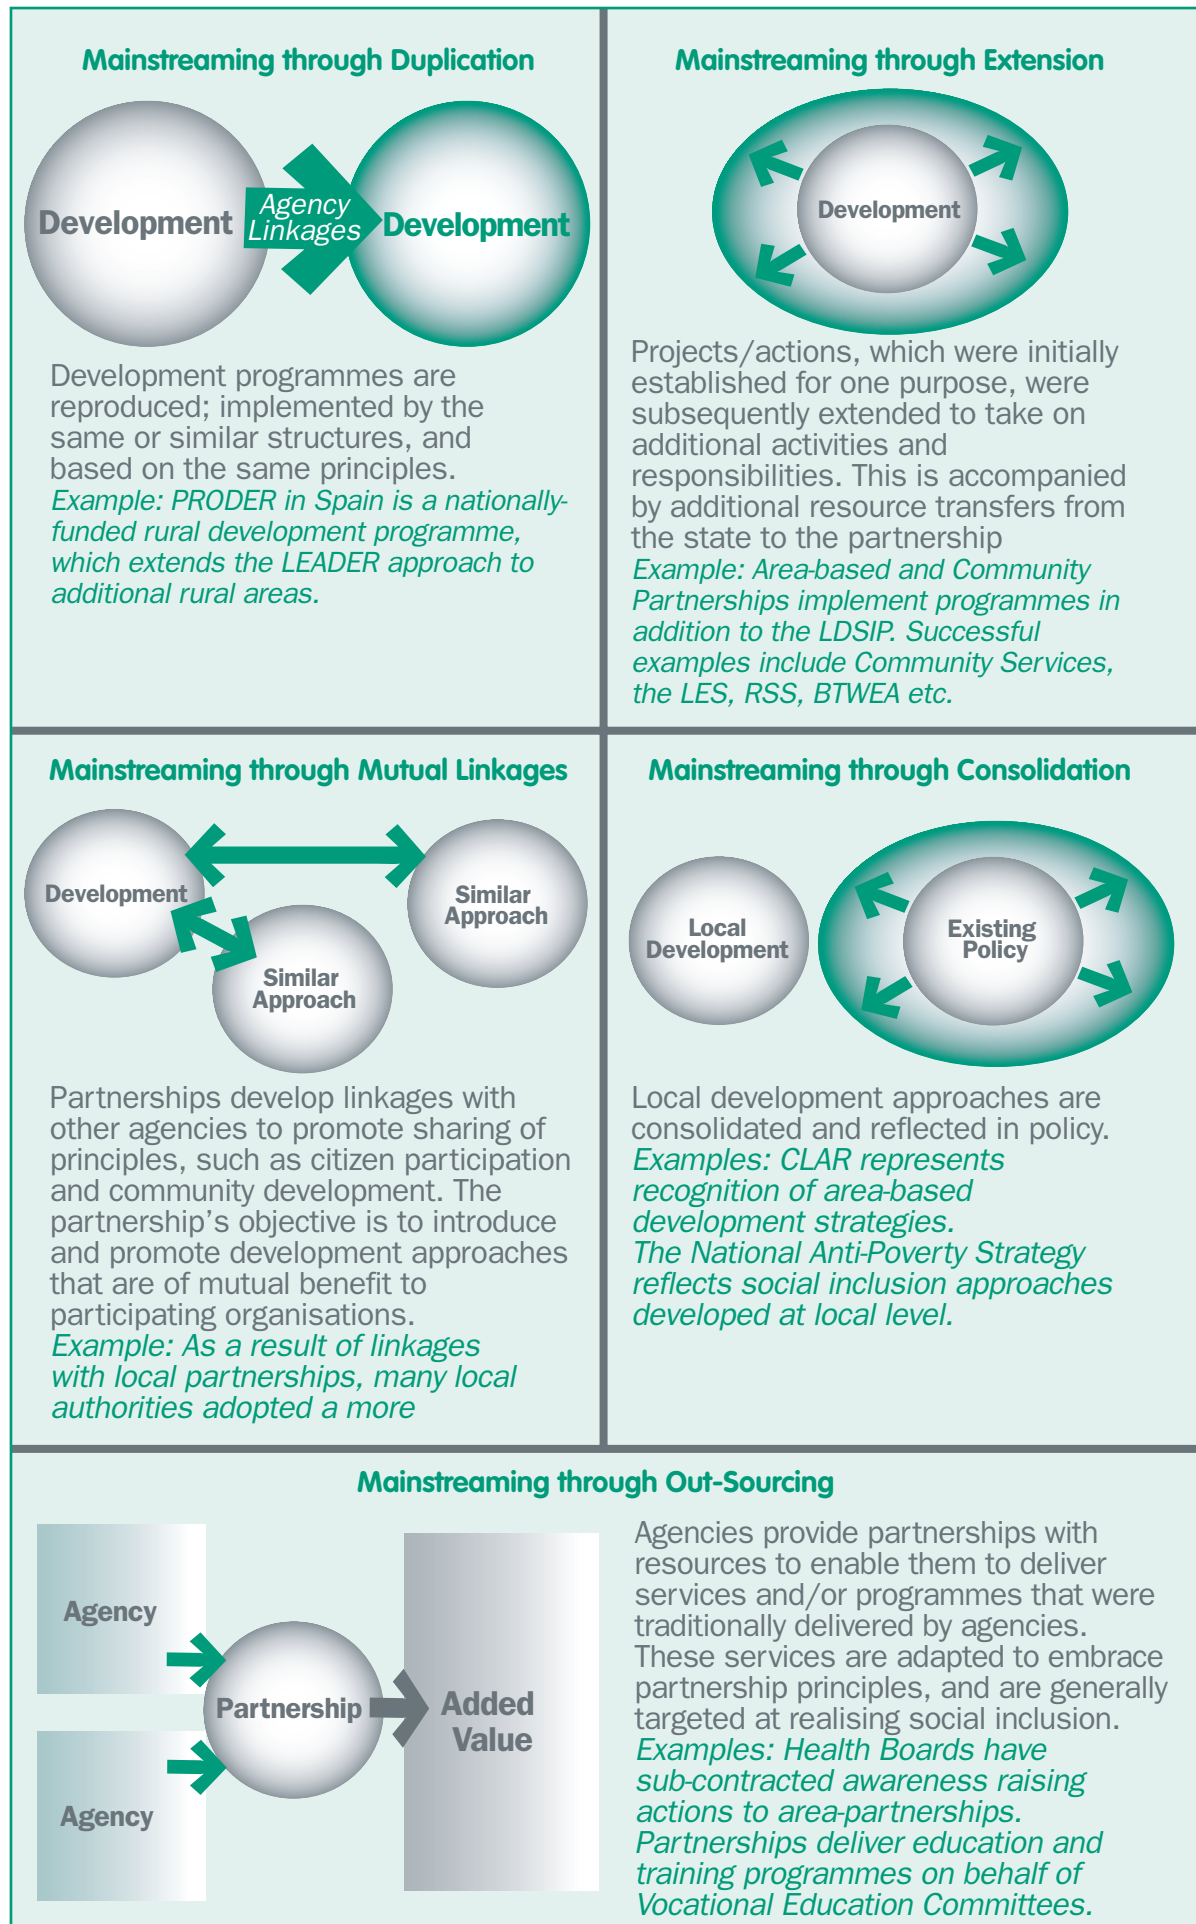 Mainstreaming through Duplication
Development
Agency
Linkages
Development
Development programmes are
reproduced; implemented by the
same or similar structures, and
based on the same principles.
Example: PRODER in Spain is a nationally-
funded rural development programme,
which extends the LEADER approach to
additional rural areas.
Mainstreaming through Extension
Development
Projects/actions, which were initially
established for one purpose, were
subsequently extended to take on
additional activities and
responsibilities. This is accompanied
by additional resource transfers from
the state to the partnership
Example: Area-based and Community
Partnerships implement programmes in
addition to the LDSIP. Successful
examples include Community Services,
the LES, RSS, BTWEA etc.
Mainstreaming through Mutual Linkages
Development
Similar
Approach
Similar
Approach
Partnerships develop linkages with
other agencies to promote sharing of
principles, such as citizen participation
and community development. The
partnership’s objective is to introduce
and promote development approaches
that are of mutual benefit to
participating organisations.
Example: As a result of linkages
with local partnerships, many local
authorities adopted a more
Mainstreaming through Consolidation
Local
Development
Existing
Policy
Local development approaches are
consolidated and reflected in policy.
Examples: CLAR represents
recognition of area-based
development strategies.
The National Anti-Poverty Strategy
reflects social inclusion approaches
developed at local level.
Mainstreaming through Out-Sourcing
Agency
Agency
Partnership
Added
Value
Agencies provide partnerships with
resources to enable them to deliver
services and/or programmes that were
traditionally delivered by agencies.
These services are adapted to embrace
partnership principles, and are generally
targeted at realising social inclusion.
Examples: Health Boards have
sub-contracted awareness raising
actions to area-partnerships.
Partnerships deliver education and
training programmes on behalf of
Vocational Education Committees.